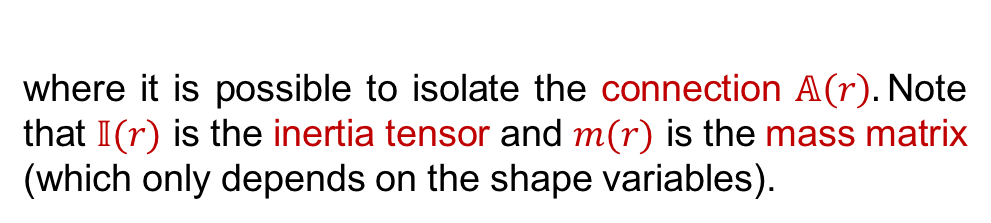 where it is possible to isolate the connection 𝔸(r). Note
that 𝕀(r) is the inertia tensor and m(r) is the mass matrix
(which only depends on the shape variables).